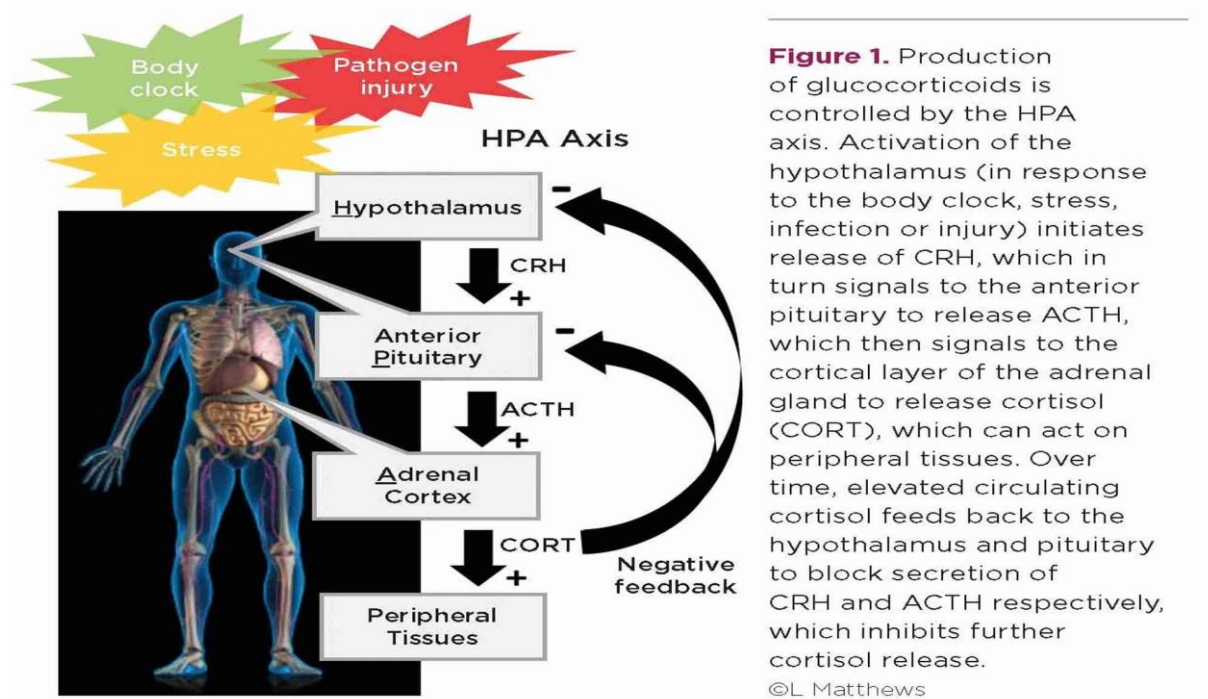 Body
clock
Pathogen
injury
Stress
HPA Axis
Hypothalamus
-
CRH
+
Anterior
Pituitary
-
ACTH
+
Adrenal
Cortex
CORT
+
Negative
feedback
Peripheral
Tissues
Figure 1. Production
of glucocorticoids is
controlled by the HPA
axis. Activation of the
hypothalamus (in response
to the body clock, stress,
infection or injury) initiates
release of CRH, which in
turn signals to the anterior
pituitary to release ACTH,
which then signals to the
cortical layer of the adrenal
gland to release cortisol
(CORT), which can act on
peripheral tissues. Over
time, elevated circulating
cortisol feeds back to the
hypothalamus and pituitary
to block secretion of
CRH and ACTH respectively,
which inhibits further
cortisol release.
©L Matthews